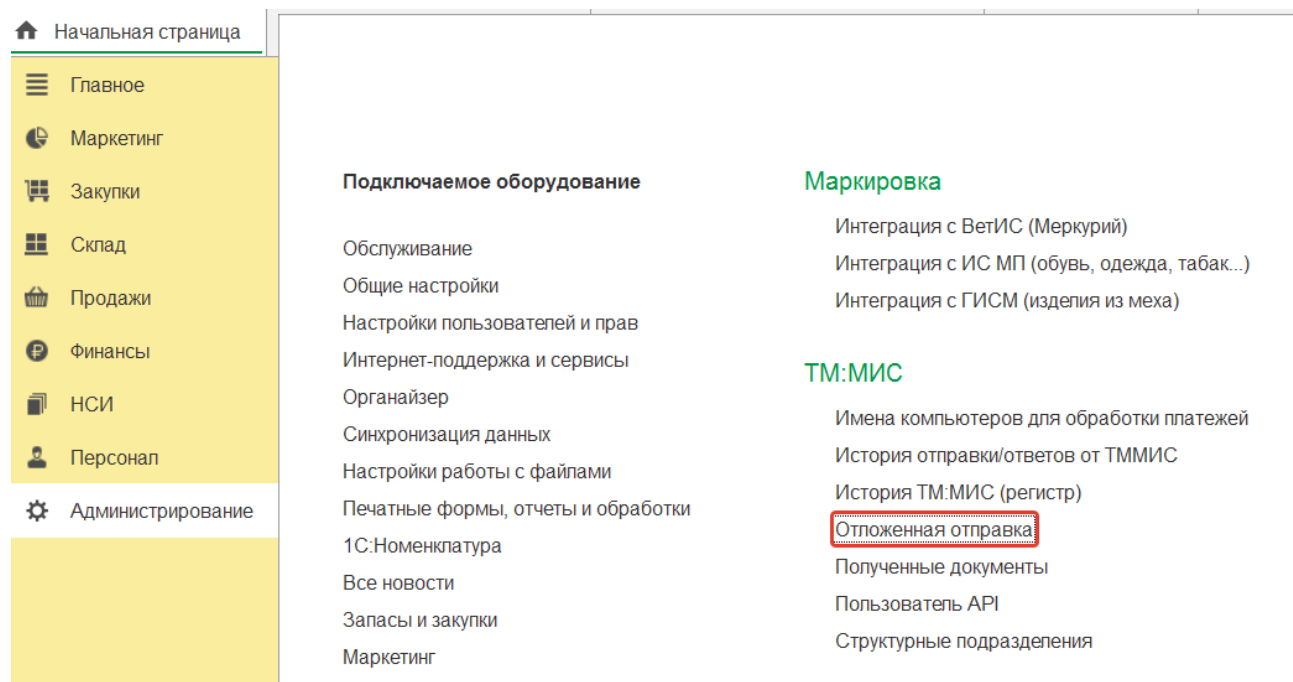 Начальная страница
Главное
Маркетинг
Закупки
Склад
Продажи
Финансы
НСИ
Персонал
Администрирование
Подключаемое оборудование
Обслуживание
Общие настройки
Настройки пользователей и прав
Интернет-поддержка и сервисы
Органайзер
Синхронизация данных
Настройки работы с файлами
Печатные формы, отчеты и обработки
1С:Номенклатура
Все новости
Запасы и закупки
Маркетинг
Маркировка
Интеграция с ВетИС (Меркурий)
Интеграция с ИС МП (обувь, одежда, табак...)
Интеграция с ГИСМ (изделия из меха)
ТМ:МИС
Имена компьютеров для обработки платежей
История отправки/ответов от ТММИС
История ТМ:МИС (регистр)
Отложенная отправка
Полученные документы
Пользователь API
Структурные подразделения